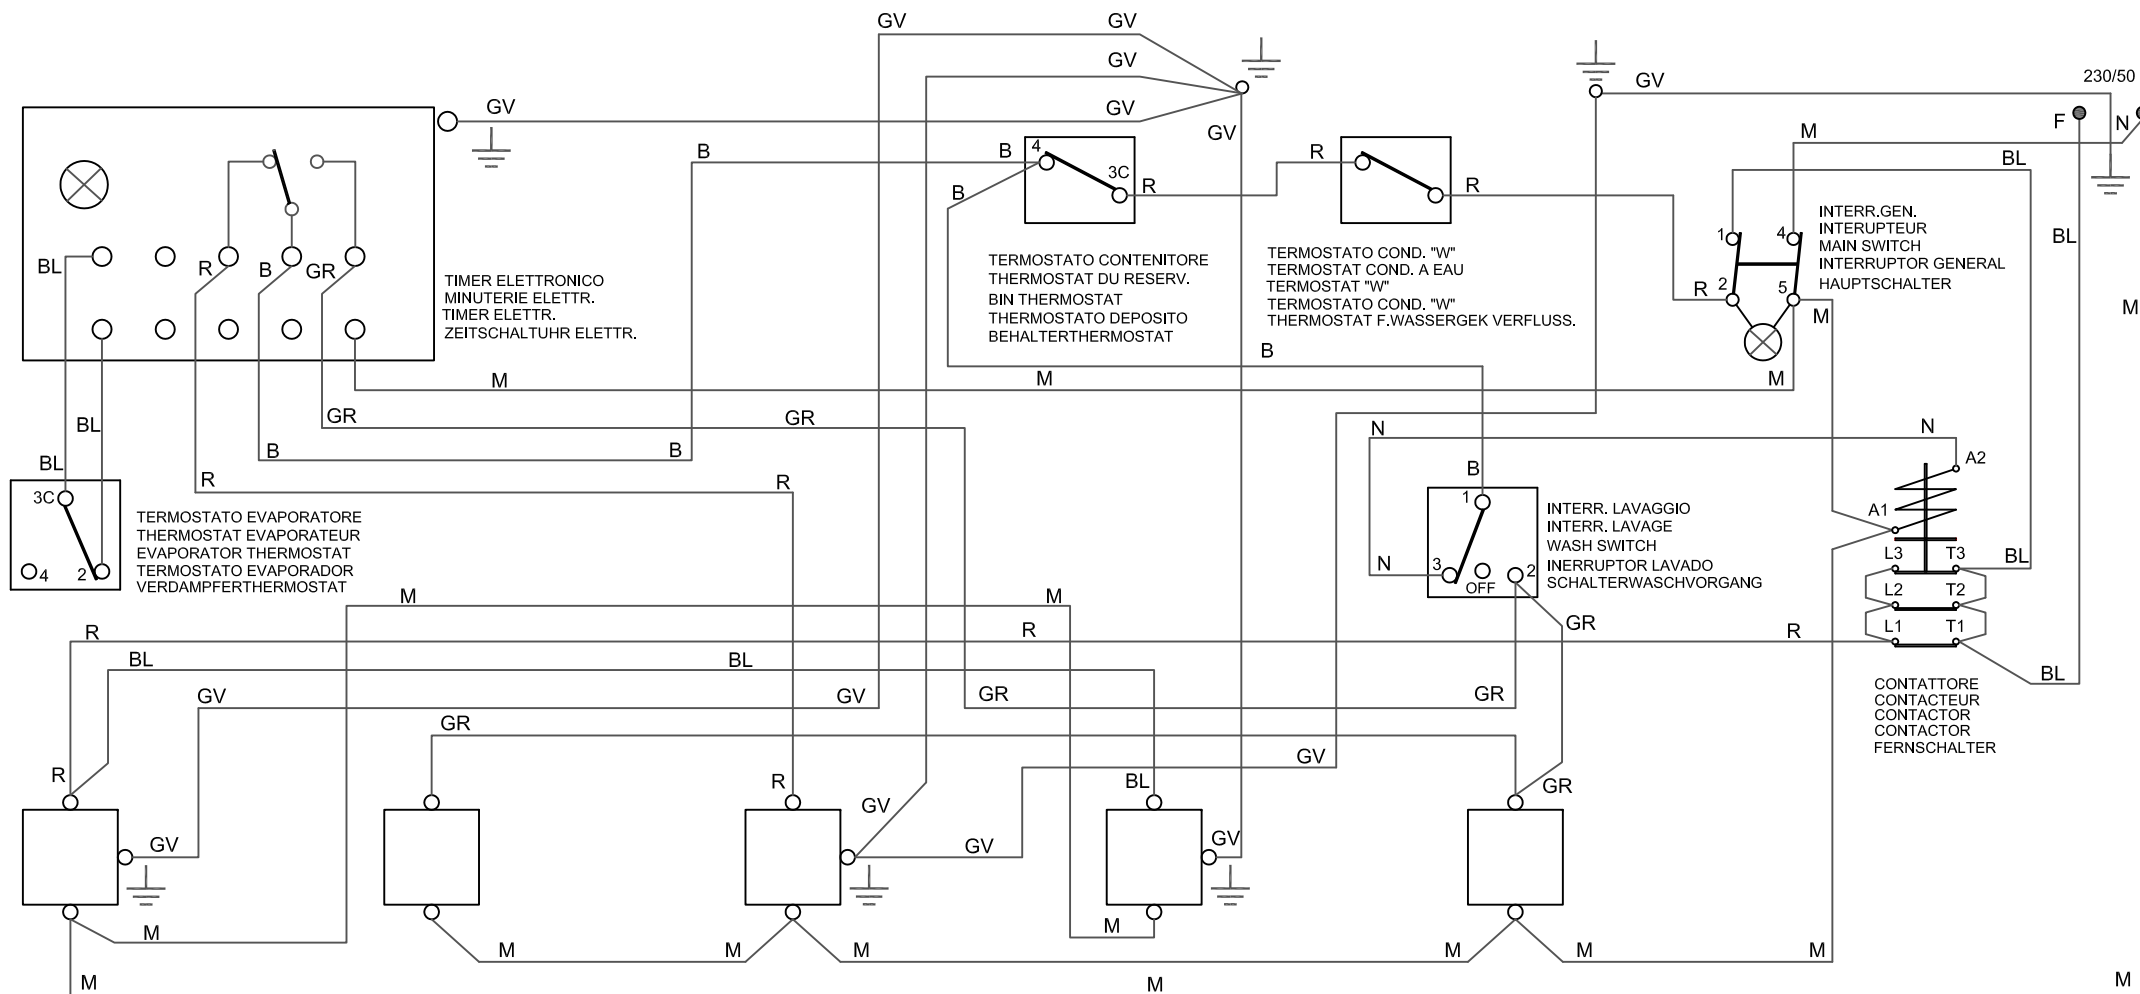 GV
GV
GV
230/50
GV
GV
GV
F
N
GV
M
B
B
4
R
BL
3C
B
R
R
INTERR.GEN.
INTERUPTEUR
MAIN SWITCH
INTERRUPTOR GENERAL
HAUPTSCHALTER
1
4
BL
BL
R
B
GR
TIMER ELETTRONICO
MINUTERIE ELETTR.
TIMER ELETTR.
ZEITSCHALTUHR ELETTR.
TERMOSTATO CONTENITORE
THERMOSTAT DU RESERV.
BIN THERMOSTAT
THERMOSTATO DEPOSITO
BEHALTERTHERMOSTAT
TERMOSTATO COND. "W"
TERMOSTAT COND. A EAU
TERMOSTAT "W"
TERMOSTATO COND. "W"
THERMOSTAT F.WASSERGEK VERFLUSS.
R
2
5
M
M
B
M
M
M
GR
GR
BL
B
B
N
N
BL
3C
R
R
B
A2
4
2
TERMOSTATO EVAPORATORE
THERMOSTAT EVAPORATEUR
EVAPORATOR THERMOSTAT
TERMOSTATO EVAPORADOR
VERDAMPFERTHERMOSTAT
1
N
3
OFF
2
INTERR. LAVAGGIO
INTERR. LAVAGE
WASH SWITCH
INERRUPTOR LAVADO
SCHALTERWASCHVORGANG
A1
L3
T3
BL
L2
T2
L1
T1
M
M
GR
R
R
R
BL
BL
BL
GV
GV
GR
GR
CONTATTORE
CONTACTEUR
CONTACTOR
CONTACTOR
FERNSCHALTER
GR
GV
R
R
BL
GR
GV
GV
GV
GV
M
M
M
M
M
M
M
M
M
M
M